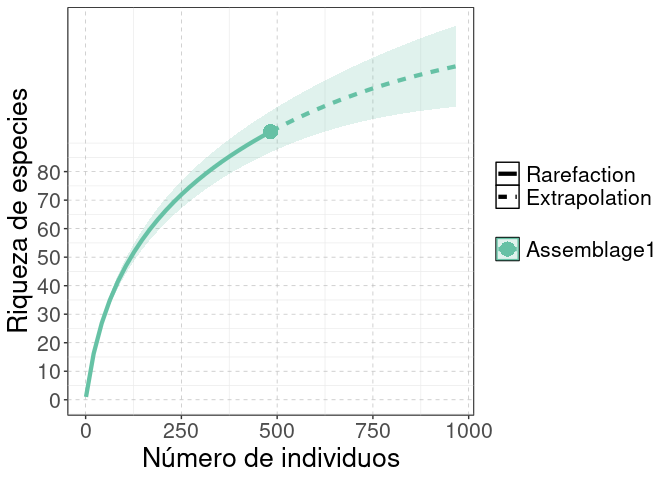 Riqueza de especies
80
70
60
50
40
30
20
10
0
0 250 500 750 1000
Número de individuos
Rarefaction
Extrapolation
Assemblage1